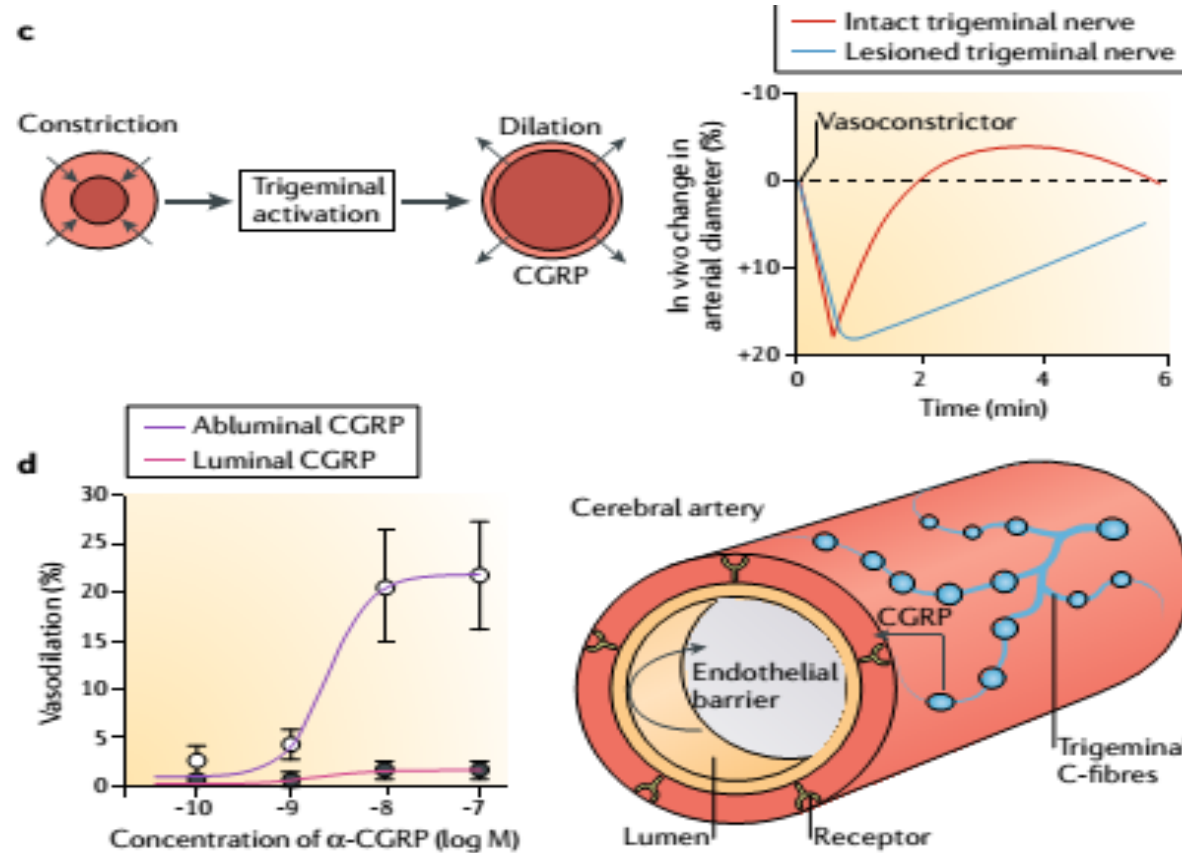 c
Intact trigeminal nerve
Lesioned trigeminal nerve
Constriction
Trigeminal
activation
Dilation
CGRP
In vivo change in
arterial diameter (%)
-10
0
+10
+20
Vasoconstrictor
0
2
4
6
Time (min)
d
Abluminal CGRP
Luminal CGRP
Vasodilation (%)
30
25
20
15
10
5
0
-10
-9
-8
-7
Concentration of α-CGRP (log M)
Cerebral artery
CGRP
Endothelial
barrier
Trigeminal
C-fibres
Lumen
Receptor